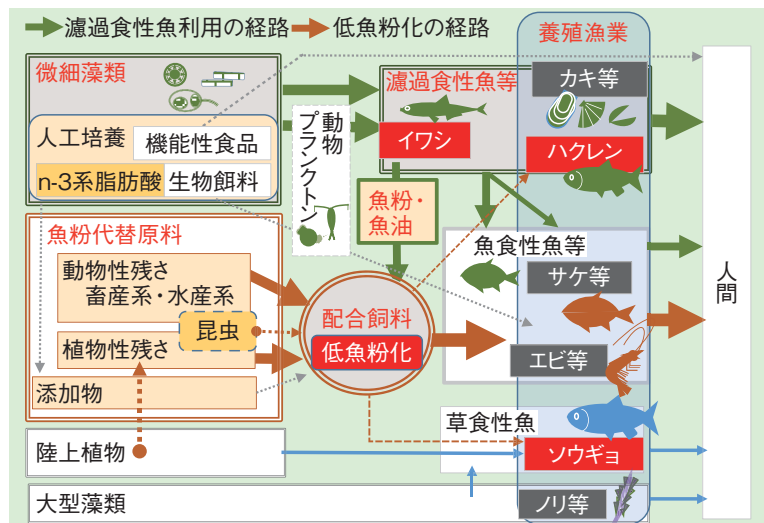 濾過食性魚利用の経路
低魚粉化の経路
養殖漁業
微細藻類
人工培養
機能性食品
n-3系脂肪酸
生物餌料
動物
プランクトン
濾過食性魚等
イワシ
カキ等
ハクレン
魚粉・
魚油
魚粉代替原料
動物性残さ
畜産系・水産系
昆虫
植物性残さ
添加物
配合飼料
低魚粉化
魚食性魚等
サケ等
エビ等
人間
草食性魚
ソウギョ
陸上植物
大型藻類
ノリ等